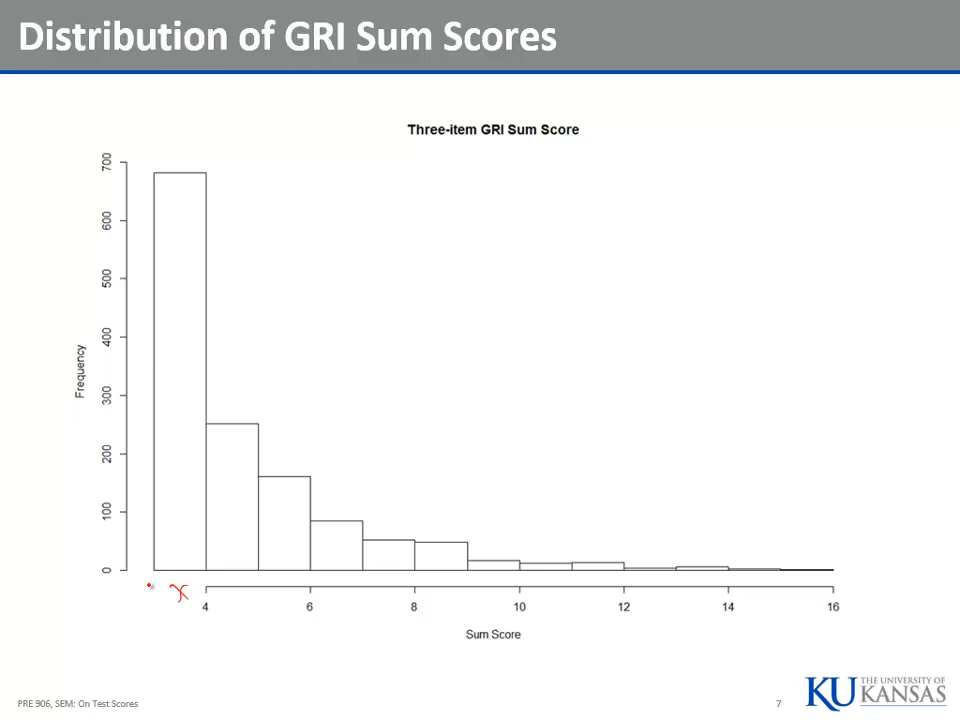 Distribution of GRI Sum Scores
Three-item GRI Sum Score
700
600
500
400
300
200
100
0
Frequency
x
4 6 8 10 12 14 16
Sum Score
PRE 906, SEM: On Test Scores
7
KU THE UNIVERSITY OF
KANSAS